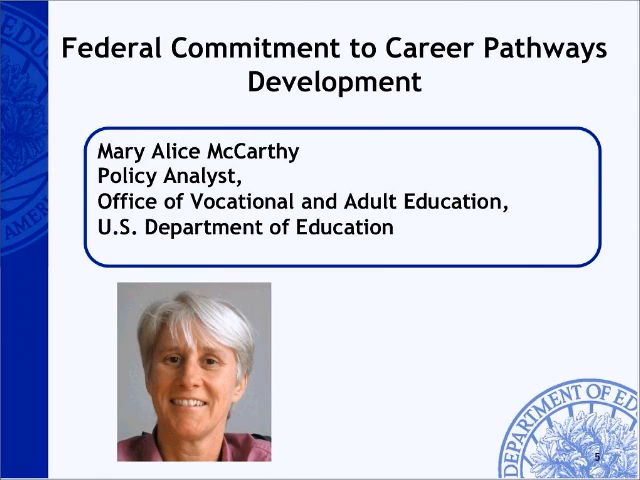 Federal Commitment to Career Pathways
Development
Mary Alice McCarthy
Policy Analyst,
Office of Vocational and Adult Education,
U.S. Department of Education
DEPARTMENT OF ED
5